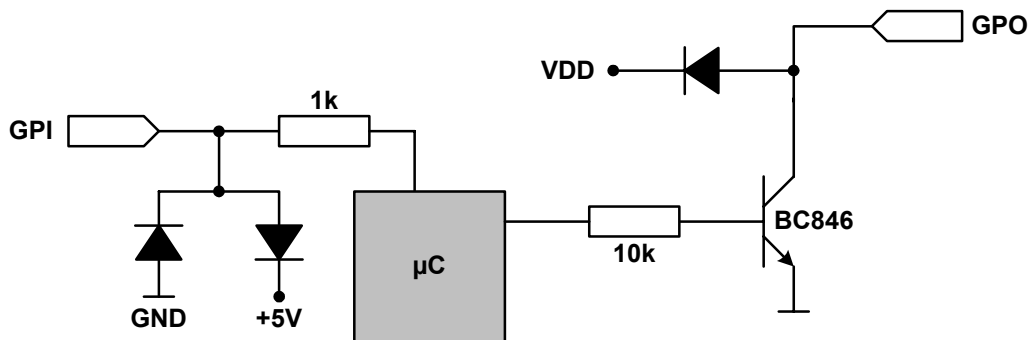 GPO
VDD
1k
GPI
BC846
µC
10k
GND
+5V